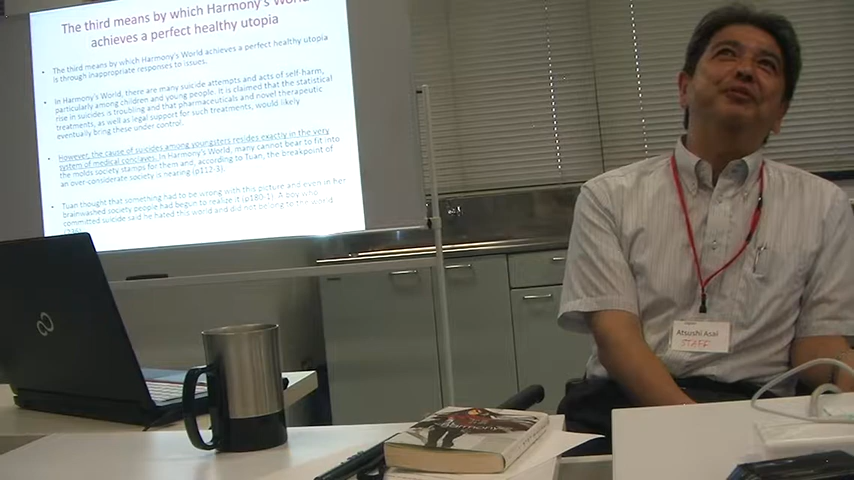 The third means by which Harmony's World
achieves a perfect healthy utopia
• The third means by which Harmony's World achieves a perfect healthy utopia
is through inappropriate responses to issues.
• In Harmony's World, there are many suicide attempts and acts of self-harm,
particularly among children and young people. It is claimed that the statistical
rise in suicides is troubling and that pharmaceuticals and novel therapeutic
treatments, as well as legal support for such treatments, would likely
eventually bring these under control.
• However, the cause of suicides among youngsters resides exactly in the very
system of medical conclaves. In Harmony's World, many cannot bear to fit into
the molds society stamps for them and, according to Tuan, the breakpoint of
an over-considerate society is nearing (p112-3).
• Tuan thought that something had to be wrong with this picture and even in her
brainwashed society people had begun to realize it (p180-1). A boy who
committed suicide said he hated this world and did not belong to the world
Atsushi Asai
STAFF
harmony